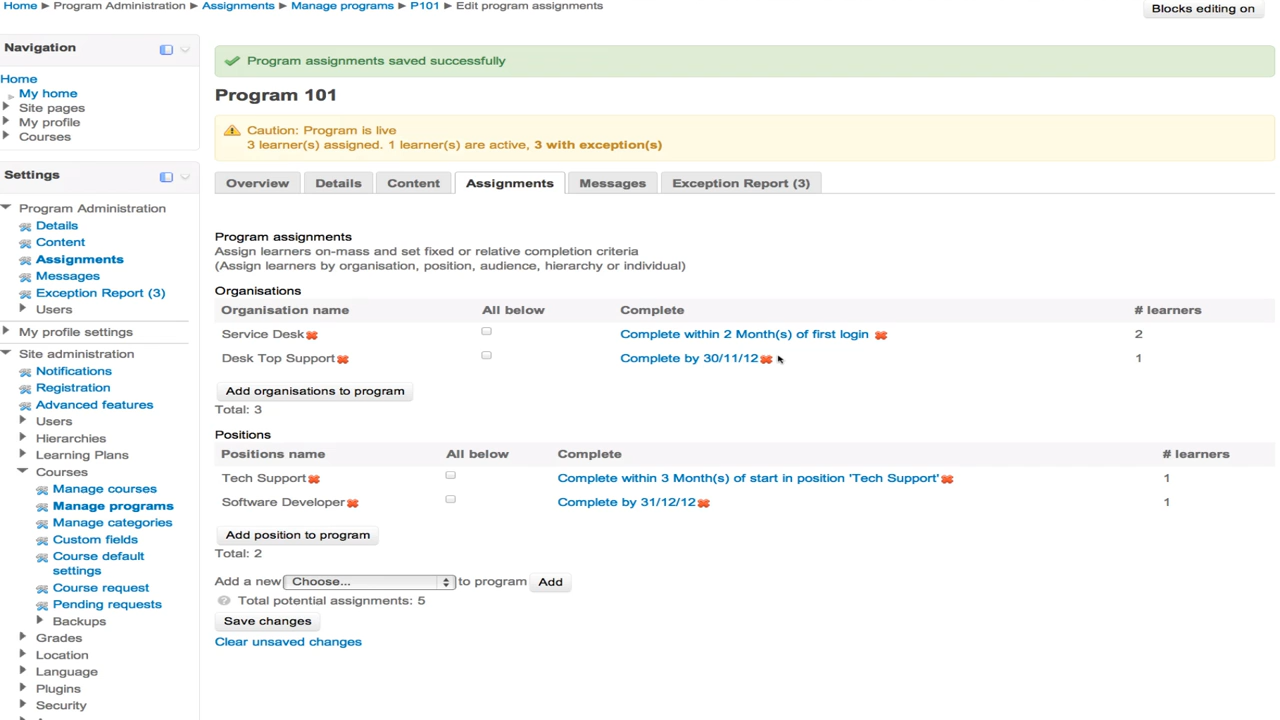 Home ► Program Administration ► Assignments ► Manage programs ► P101 ► Edit program assignments
Blocks editing on
Navigation
Home
My home
Site pages
My profile
Courses
Settings
Program Administration
Details
Content
Assignments
Messages
Exception Report (3)
Users
My profile settings
Site administration
Notifications
Registration
Advanced features
Users
Hierarchies
Learning Plans
Courses
Manage courses
Manage programs
Manage categories
Custom fields
Course default
settings
Course request
Pending requests
Backups
Grades
Location
Language
Plugins
Security
Program assignments saved successfully
Program 101
Caution: Program is live
3 learner(s) assigned. 1 learner(s) are active, 3 with exception(s)
Overview Details Content Assignments Messages Exception Report (3)
Program assignments
Assign learners on-mass and set fixed or relative completion criteria
(Assign learners by organisation, position, audience, hierarchy or individual)
Organisations
Organisation name All below Complete # learners
Service Desk Complete within 2 Month(s) of first login 2
Desk Top Support Complete by 30/11/12 1
Add organisations to program
Total: 3
Positions
Positions name All below Complete # learners
Tech Support Complete within 3 Month(s) of start in position 'Tech Support' 1
Software Developer Complete by 31/12/12 1
Add position to program
Total: 2
Add a new Choose... to program Add
Total potential assignments: 5
Save changes
Clear unsaved changes